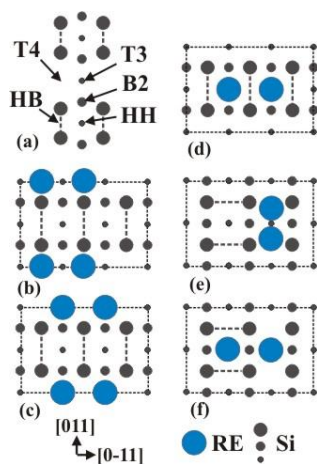 T4 T3
HB B2
HH
(a) (d)
(b) (e)
(c) (f)
[011]
[0-11] RE Si